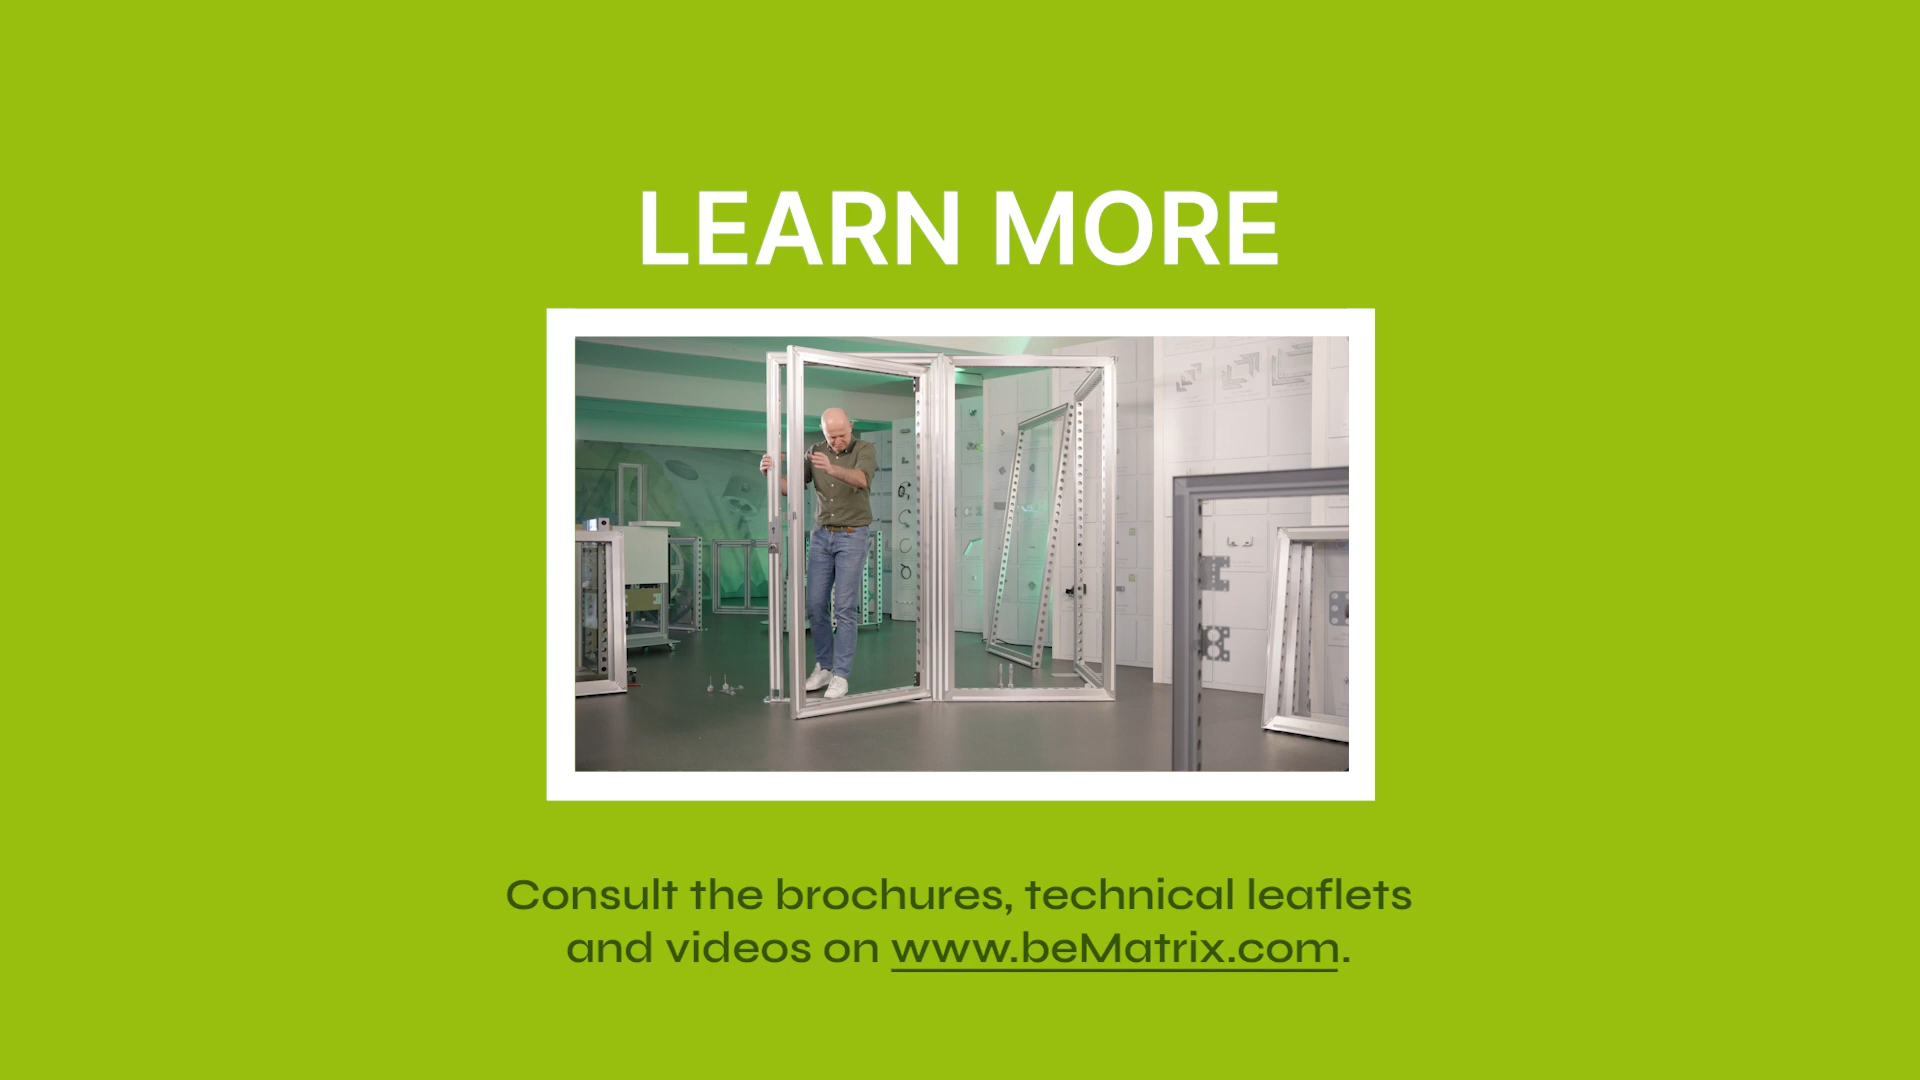 LEARN MORE
Consult the brochures, technical leaflets
and videos on www.beMatrix.com.